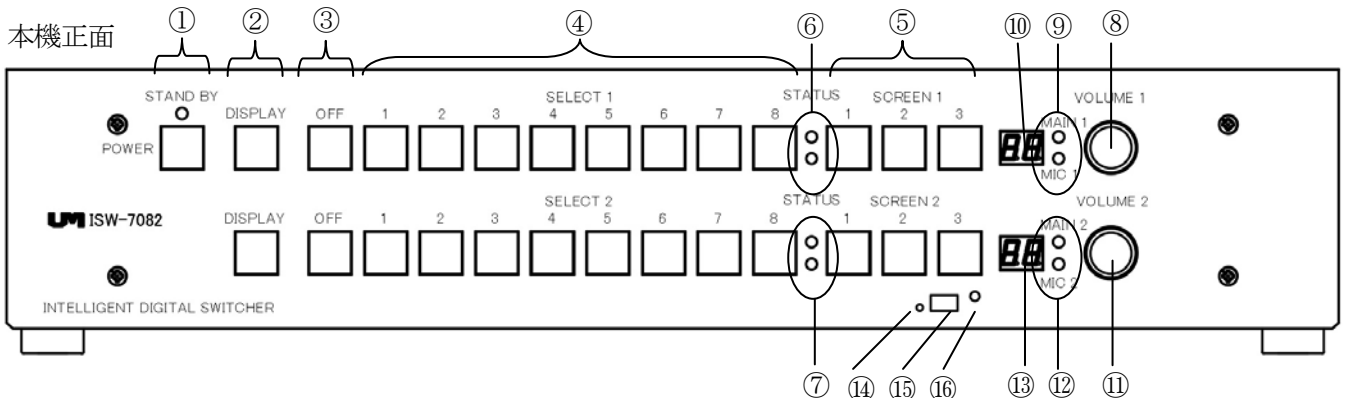 ① ② ③ ④ ⑥ ⑤ ⑩ ⑨ ⑧
本機正面
STAND BY SELECT 1 STATUS SCREEN 1 VOLUME 1
DISPLAY OFF 1 2 3 4 5 6 7 8 1 2 3 MAIN 1
POWER 88 MIC 1
SELECT 2 STATUS SCREEN 2 VOLUME 2
UM ISW-7082 DISPLAY OFF 1 2 3 4 5 6 7 8 1 2 3 MAIN 2
88 MIC 2
INTELLIGENT DIGITAL SWITCHER
⑦ ⑭ ⑮ ⑯ ⑬ ⑫ ⑪